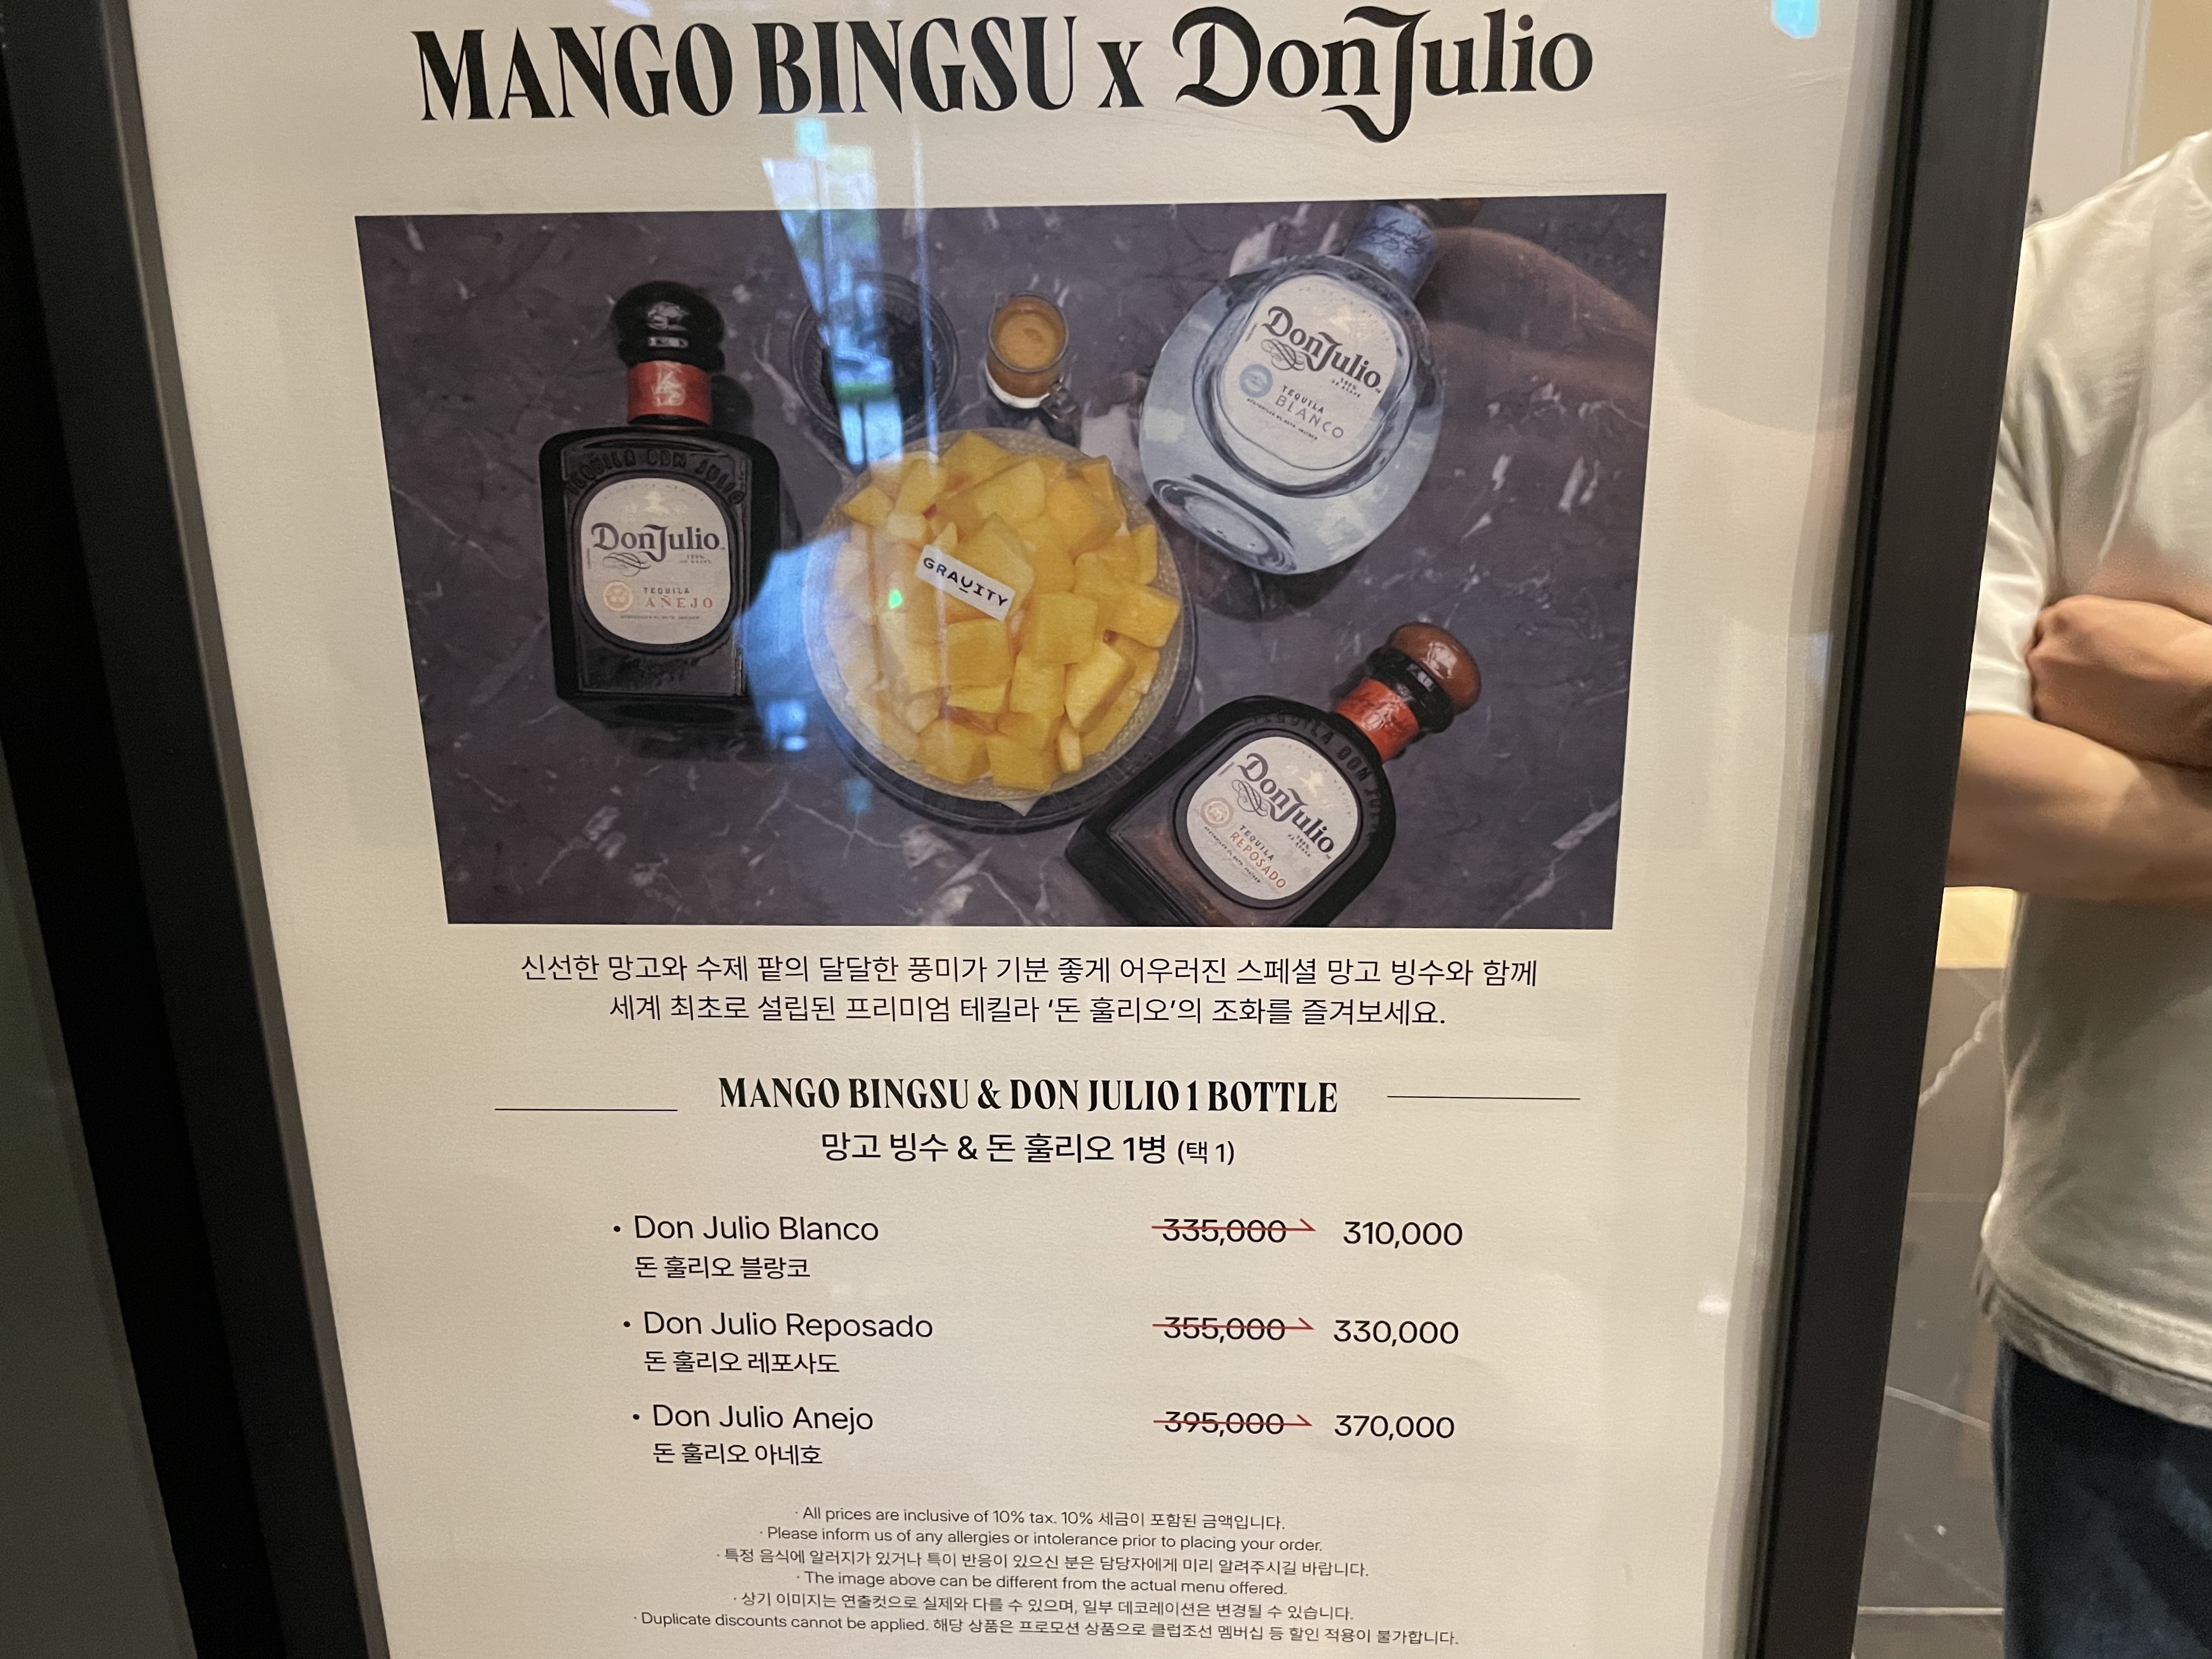 MANGO BINGSU x Don Julio
Don Julio
TEQUILA
BLANCO
TEQUILA DON JULIO
Don Julio
TEQUILA
AÑEJO
GRAVITY
TEQUILA DON JULIO
Don Julio
TEQUILA
REPOSADO
신선한 망고와 수제 팥의 달달한 풍미가 기분 좋게 어우러진 스페셜 망고 빙수와 함께
세계 최초로 설립된 프리미엄 테킬라 ‘돈 훌리오’의 조화를 즐겨보세요.
MANGO BINGSU & DON JULIO 1 BOTTLE
망고 빙수 & 돈 훌리오 1병 (택 1)
• Don Julio Blanco 335,000 310,000
돈 훌리오 블랑코
• Don Julio Reposado 355,000 330,000
돈 훌리오 레포사도
• Don Julio Anejo 395,000 370,000
돈 훌리오 아네호
· All prices are inclusive of 10% tax. 10% 세금이 포함된 금액입니다.
· Please inform us of any allergies or intolerance prior to placing your order.
· 특정 음식에 알러지가 있거나 특이 반응이 있으신 분은 담당자에게 미리 알려주시길 바랍니다.
· The image above can be different from the actual menu offered.
· 상기 이미지는 연출컷으로 실제와 다를 수 있으며, 일부 데코레이션은 변경될 수 있습니다.
· Duplicate discounts cannot be applied. 해당 상품은 프로모션 상품으로 클럽조선 멤버십 등 할인 적용이 불가합니다.